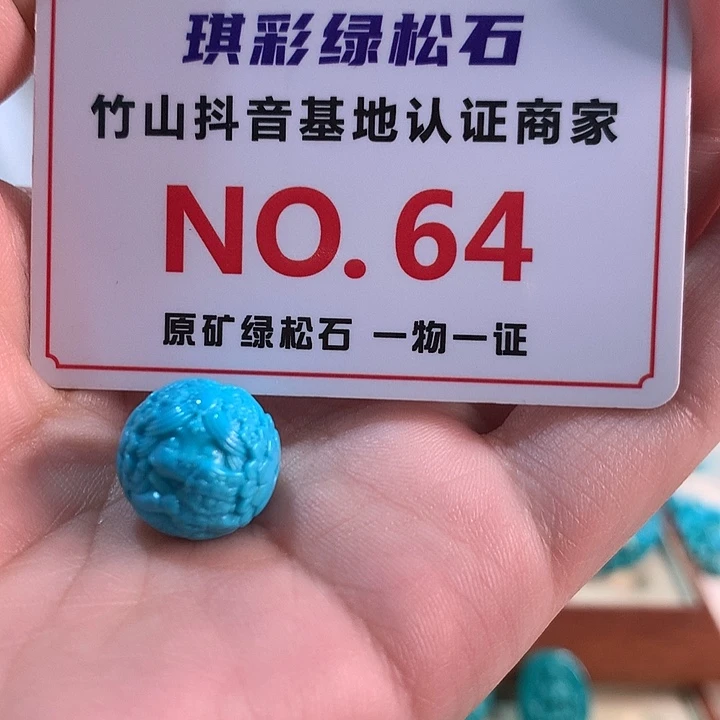 琪彩绿松石
竹山抖音基地认证商家
NO. 64
原矿绿松石 一物一证